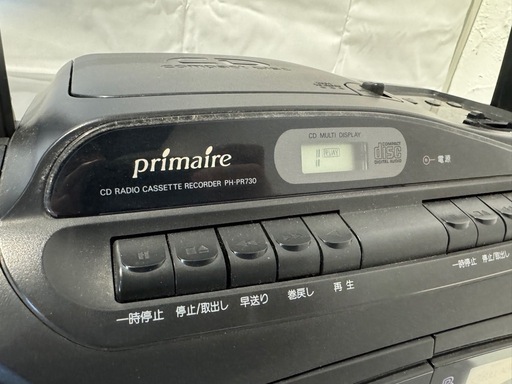 COMPACT DISC
primaire
CD RADIO CASSETTE RECORDER PH-PR730
CD MULTI DISPLAY
PLAY
COMPACT
disc
DIGITAL AUDIO
電源
一時停止 停止/取出し 早送り 巻戻し 再生
一時停止 停止/取出し